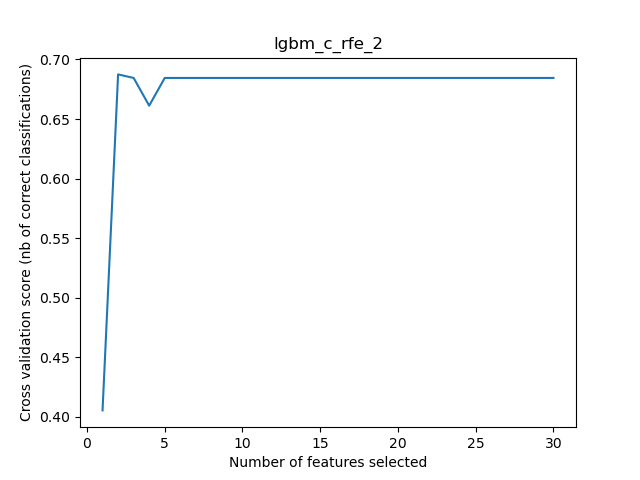 lgbm_c_rfe_2
0.70
0.65
0.60
0.55
0.50
0.45
0.40
Cross validation score (nb of correct classifications)
0 5 10 15 20 25 30
Number of features selected